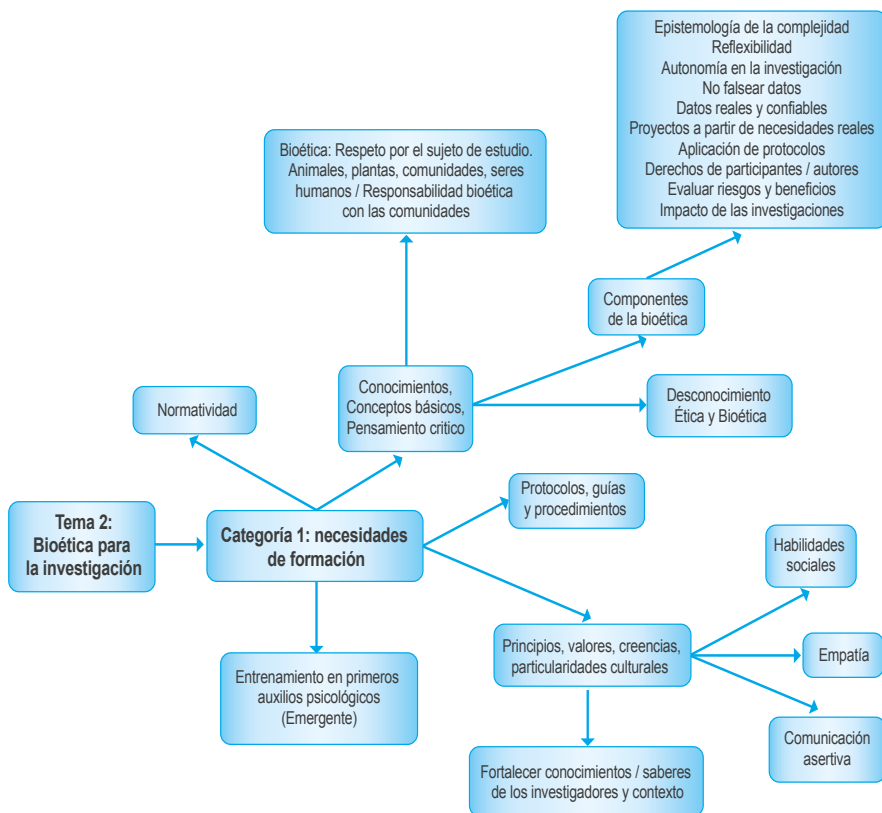 Epistemología de la complejidad
Reflexibilidad
Autonomía en la investigación
No falsear datos
Datos reales y confiables
Proyectos a partir de necesidades reales
Aplicación de protocolos
Derechos de participantes / autores
Evaluar riesgos y beneficios
Impacto de las investigaciones
Bioética: Respeto por el sujeto de estudio.
Animales, plantas, comunidades, seres
humanos / Responsabilidad bioética
con las comunidades
Componentes
de la bioética
Normatividad
Conocimientos,
Conceptos básicos,
Pensamiento critico
Desconocimiento
Ética y Bioética
Protocolos, guías
y procedimientos
Tema 2:
Bioética para
la investigación
Categoría 1: necesidades
de formación
Habilidades
sociales
Principios, valores, creencias,
particularidades culturales
Empatía
Entrenamiento en primeros
auxilios psicológicos
(Emergente)
Comunicación
asertiva
Fortalecer conocimientos / saberes
de los investigadores y contexto